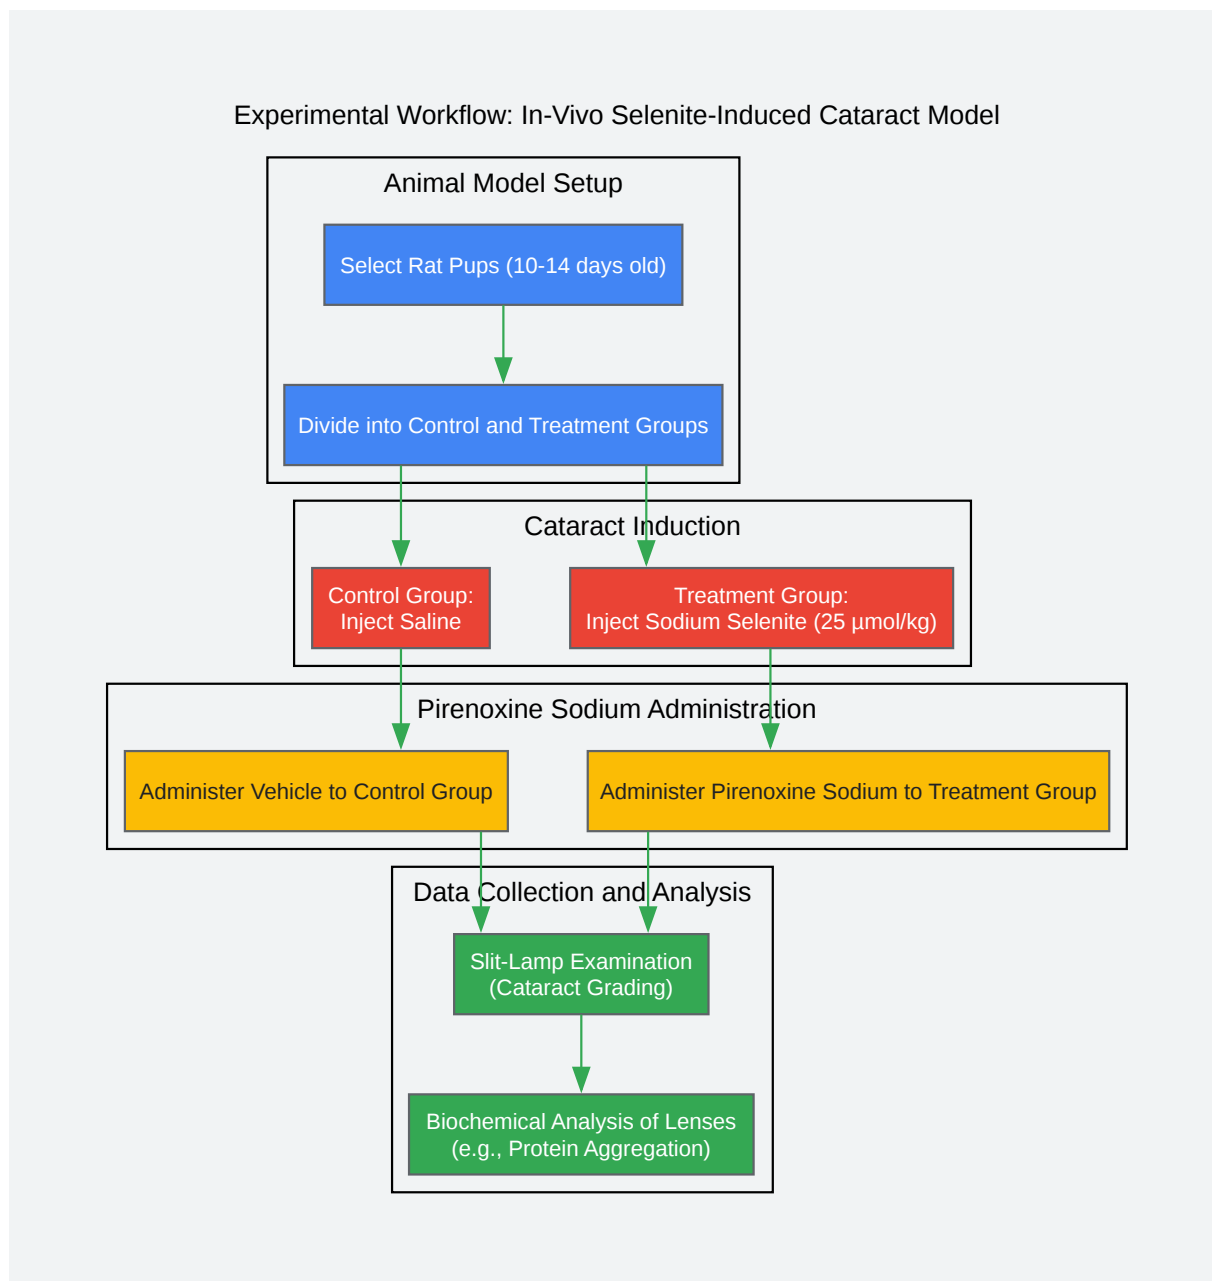 Experimental Workflow: In-Vivo Selenite-Induced Cataract Model
Animal Model Setup
Select Rat Pups (10-14 days old)
Divide into Control and Treatment Groups
Cataract Induction
Control Group:
Inject Saline
Treatment Group:
Inject Sodium Selenite (25 µmol/kg)
Pirenoxine Sodium Administration
Administer Vehicle to Control Group
Administer Pirenoxine Sodium to Treatment Group
Data Collection and Analysis
Slit-Lamp Examination
(Cataract Grading)
Biochemical Analysis of Lenses
(e.g., Protein Aggregation)